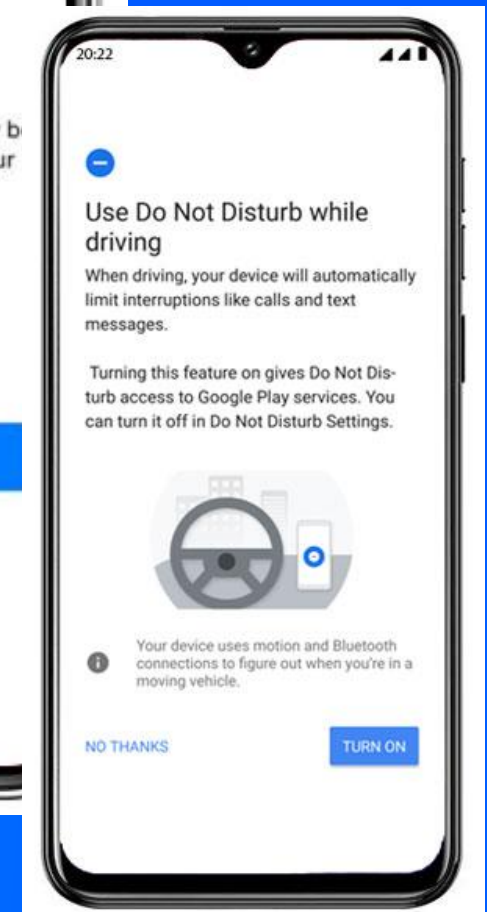 20:22
Use Do Not Disturb while
driving
When driving, your device will automatically
limit interruptions like calls and text
messages.
Turning this feature on gives Do Not Dis-
turb access to Google Play services. You
can turn it off in Do Not Disturb Settings.
Your device uses motion and Bluetooth
connections to figure out when you're in a
moving vehicle.
NO THANKS
TURN ON